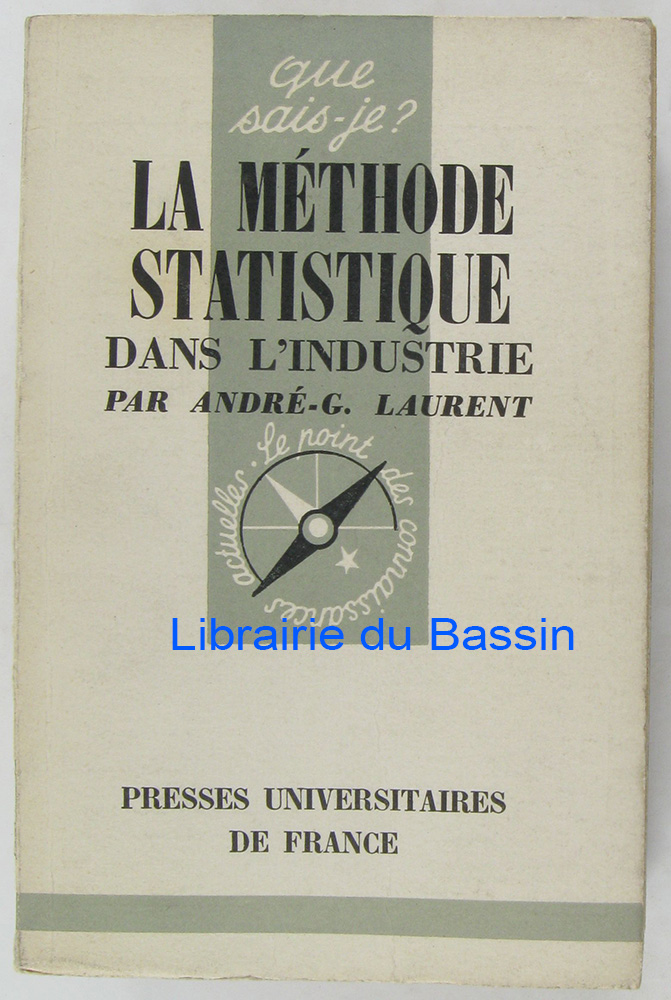 que
sais-je?
LA MÉTHODE
STATISTIQUE
DANS L'INDUSTRIE
PAR ANDRÉ-G. LAURENT
Le point des connaissances actuelles.
Librairie du Bassin
PRESSES UNIVERSITAIRES
DE FRANCE